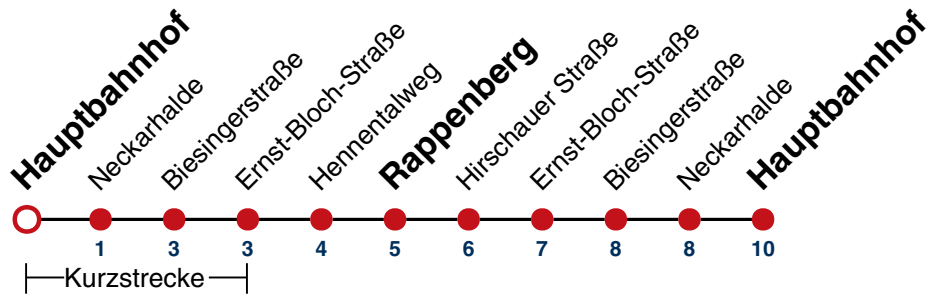 Hauptbahnhof
Neckarhalde
Biesingerstraße
Ernst-Bloch-Straße
Hennentalweg
Rappenberg
Hirschauer Straße
Ernst-Bloch-Straße
Biesingerstraße
Neckarhalde
Hauptbahnhof
1 3 3 4 5 6 7 8 8 10
Kurzstrecke